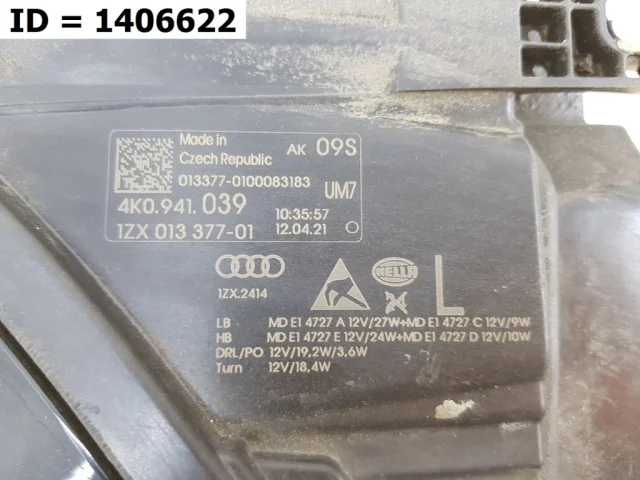 ID = 1406622
Made in
Czech Republic
AK 09S
013377-0100083183
UM7
4K0.941.039
10:35:57
1ZX 013 377-01
12.04.21
HELLA
L
1ZX.2414
LB MD E1 4727 A 12V/27W+MD E1 4727 C 12V/9W
HB MD E1 4727 E 12V/24W+MD E1 4727 D 12V/10W
DRL/PO 12V/19,2W/3,6W
Turn 12V/18,4W